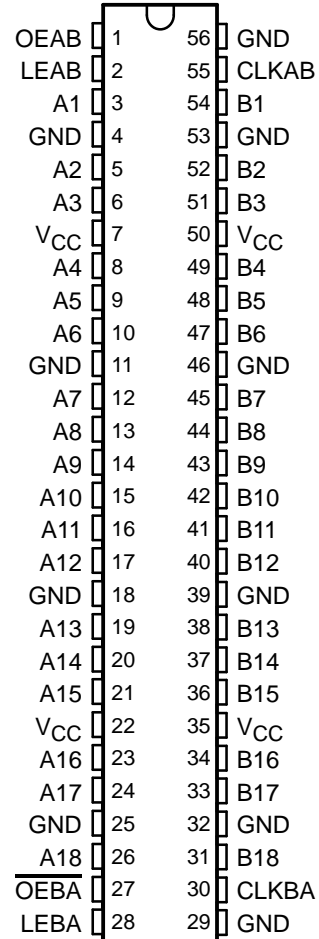 OEAB 1 56 GND
LEAB 2 55 CLKAB
A1 3 54 B1
GND 4 53 GND
A2 5 52 B2
A3 6 51 B3
VCC 7 50 VCC
A4 8 49 B4
A5 9 48 B5
A6 10 47 B6
GND 11 46 GND
A7 12 45 B7
A8 13 44 B8
A9 14 43 B9
A10 15 42 B10
A11 16 41 B11
A12 17 40 B12
GND 18 39 GND
A13 19 38 B13
A14 20 37 B14
A15 21 36 B15
VCC 22 35 VCC
A16 23 34 B16
A17 24 33 B17
GND 25 32 GND
A18 26 31 B18
O̅E̅B̅A̅ 27 30 CLKBA
LEBA 28 29 GND